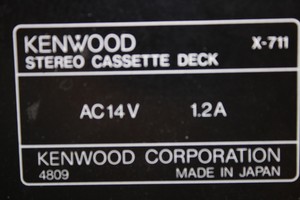 KENWOOD X-711
STEREO CASSETTE DECK
AC14V 1.2A
KENWOOD CORPORATION
4809 MADE IN JAPAN